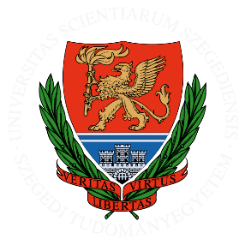 UNIVERSITAS SCIENTIARUM SZEGEDIENSIS
VERITAS VIRTUS
LIBERTAS
SZEGEDI TUDOMÁNYEGYETEM